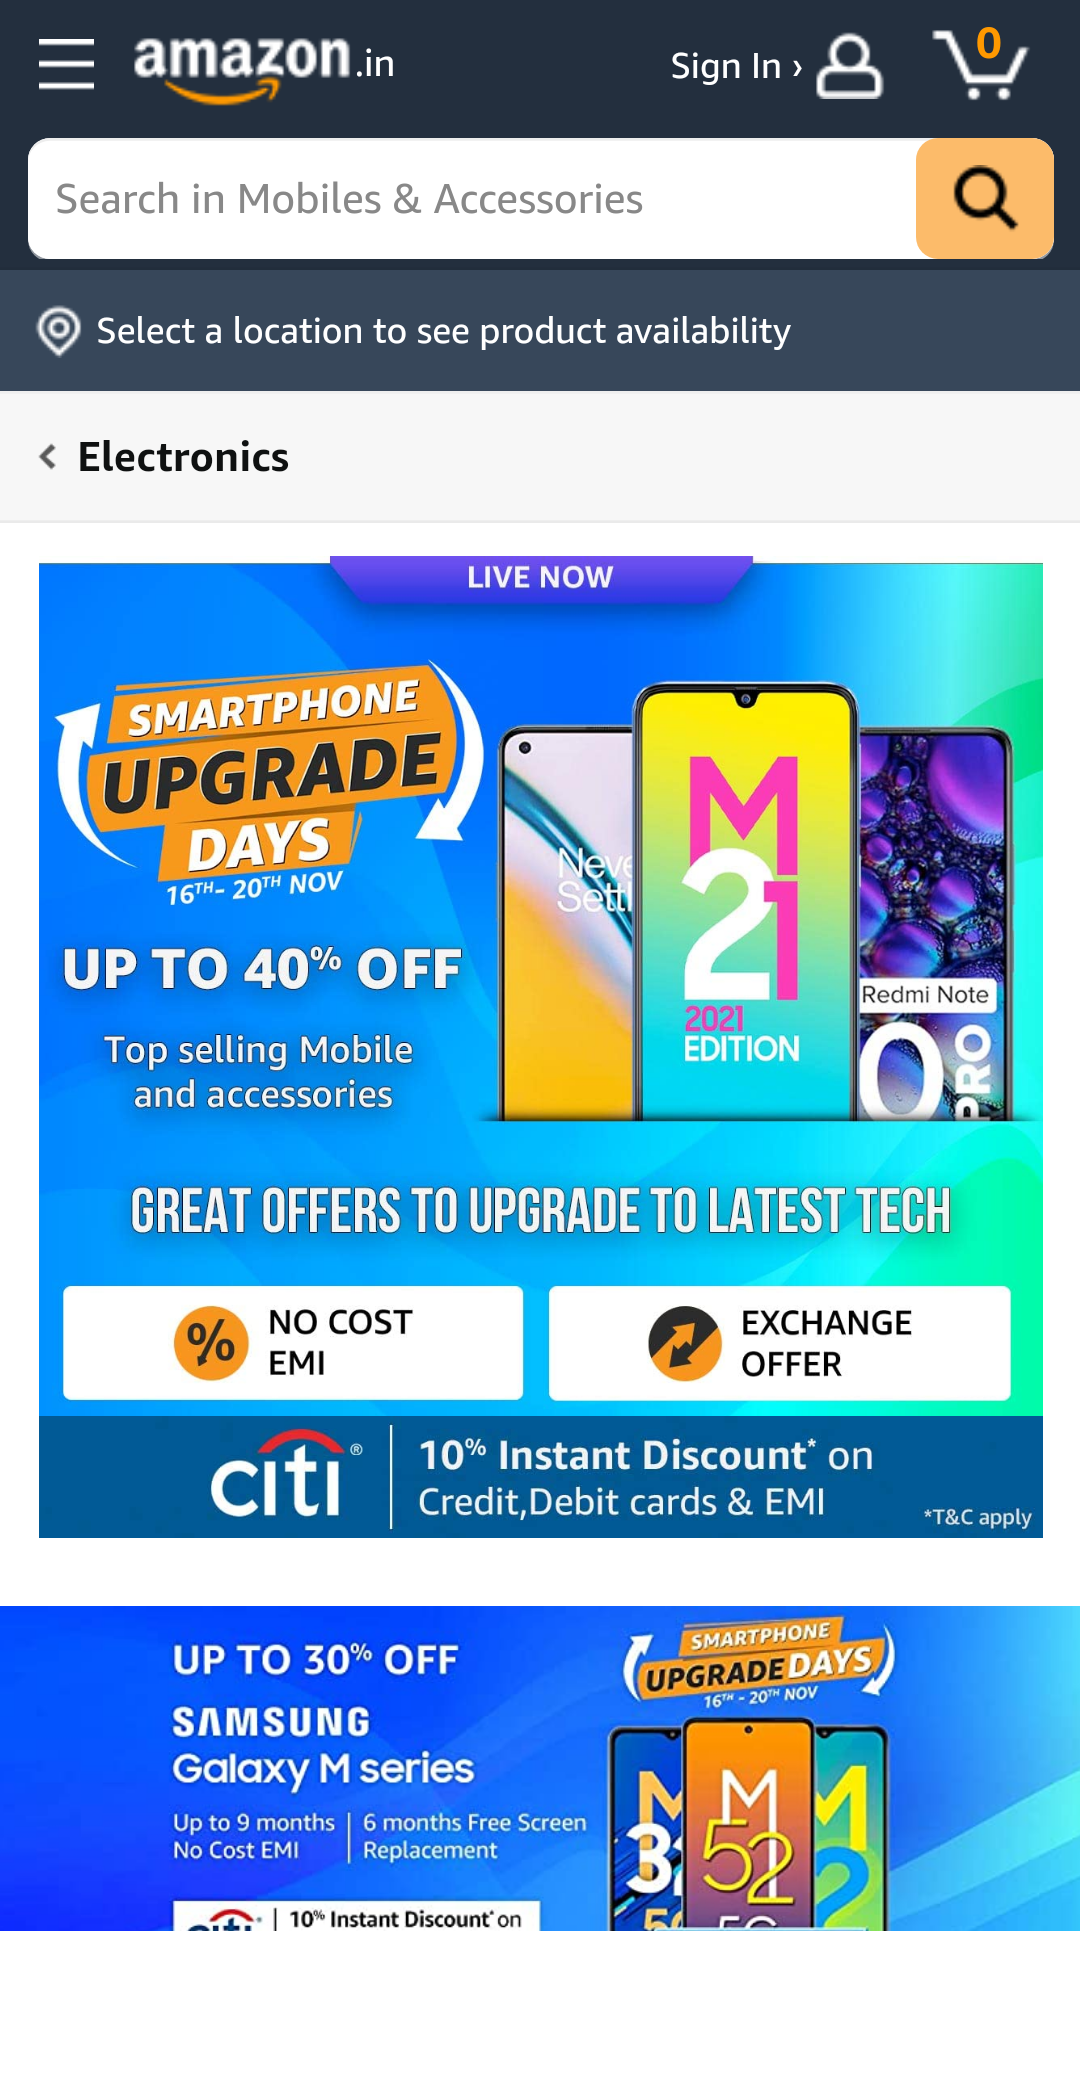 amazon.in
Sign In ›
0
Search in Mobiles & Accessories
Select a location to see product availability
Electronics
LIVE NOW
SMARTPHONE
UPGRADE
DAYS
16TH- 20TH NOV
UP TO 40% OFF
Top selling Mobile
and accessories
M
21
2021
EDITION
Redmi Note
PRO
GREAT OFFERS TO UPGRADE TO LATEST TECH
NO COST
EMI
EXCHANGE
OFFER
citi®
10% Instant Discount* on
Credit,Debit cards & EMI
*T&C apply
UP TO 30% OFF
SAMSUNG
Galaxy M series
Up to 9 months
No Cost EMI
6 months Free Screen
Replacement
SMARTPHONE
UPGRADE DAYS
16TH - 20TH NOV
M
52
10% Instant Discount* on